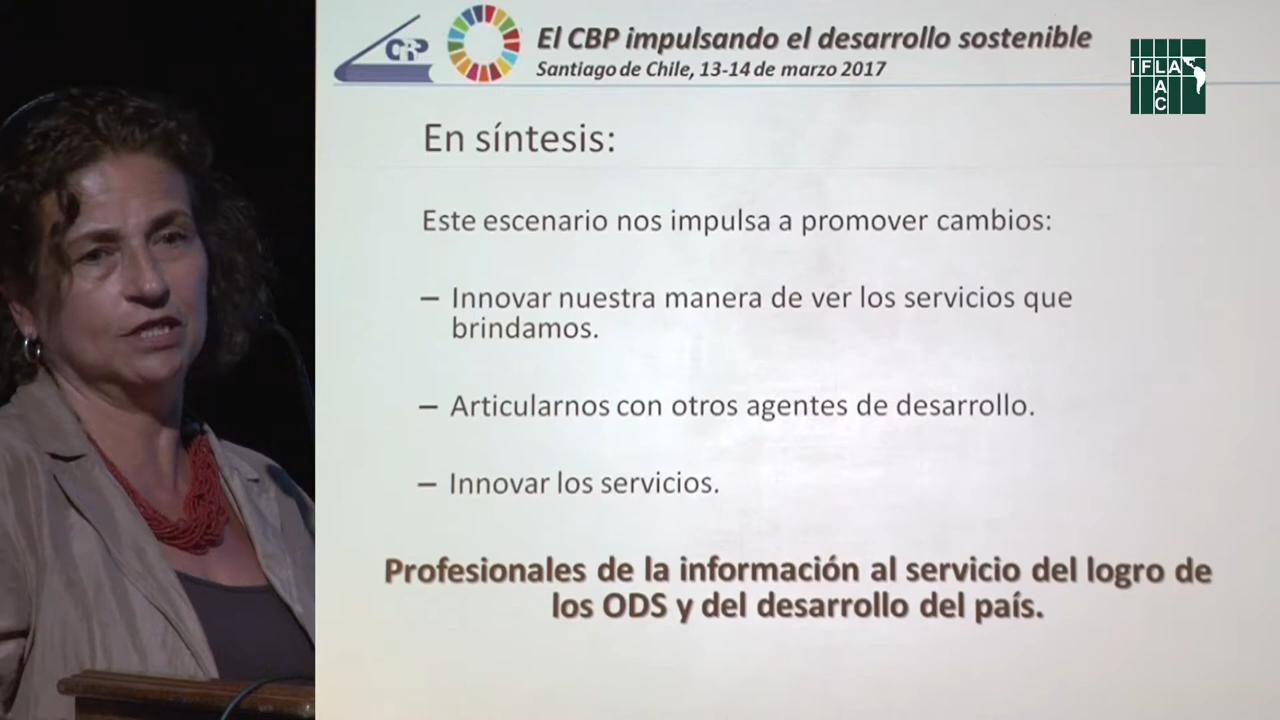 CBP
El CBP impulsando el desarrollo sostenible
Santiago de Chile, 13-14 de marzo 2017
IFLA
LAC
En síntesis:
Este escenario nos impulsa a promover cambios:
– Innovar nuestra manera de ver los servicios que
brindamos.
– Articularnos con otros agentes de desarrollo.
– Innovar los servicios.
Profesionales de la información al servicio del logro de
los ODS y del desarrollo del país.